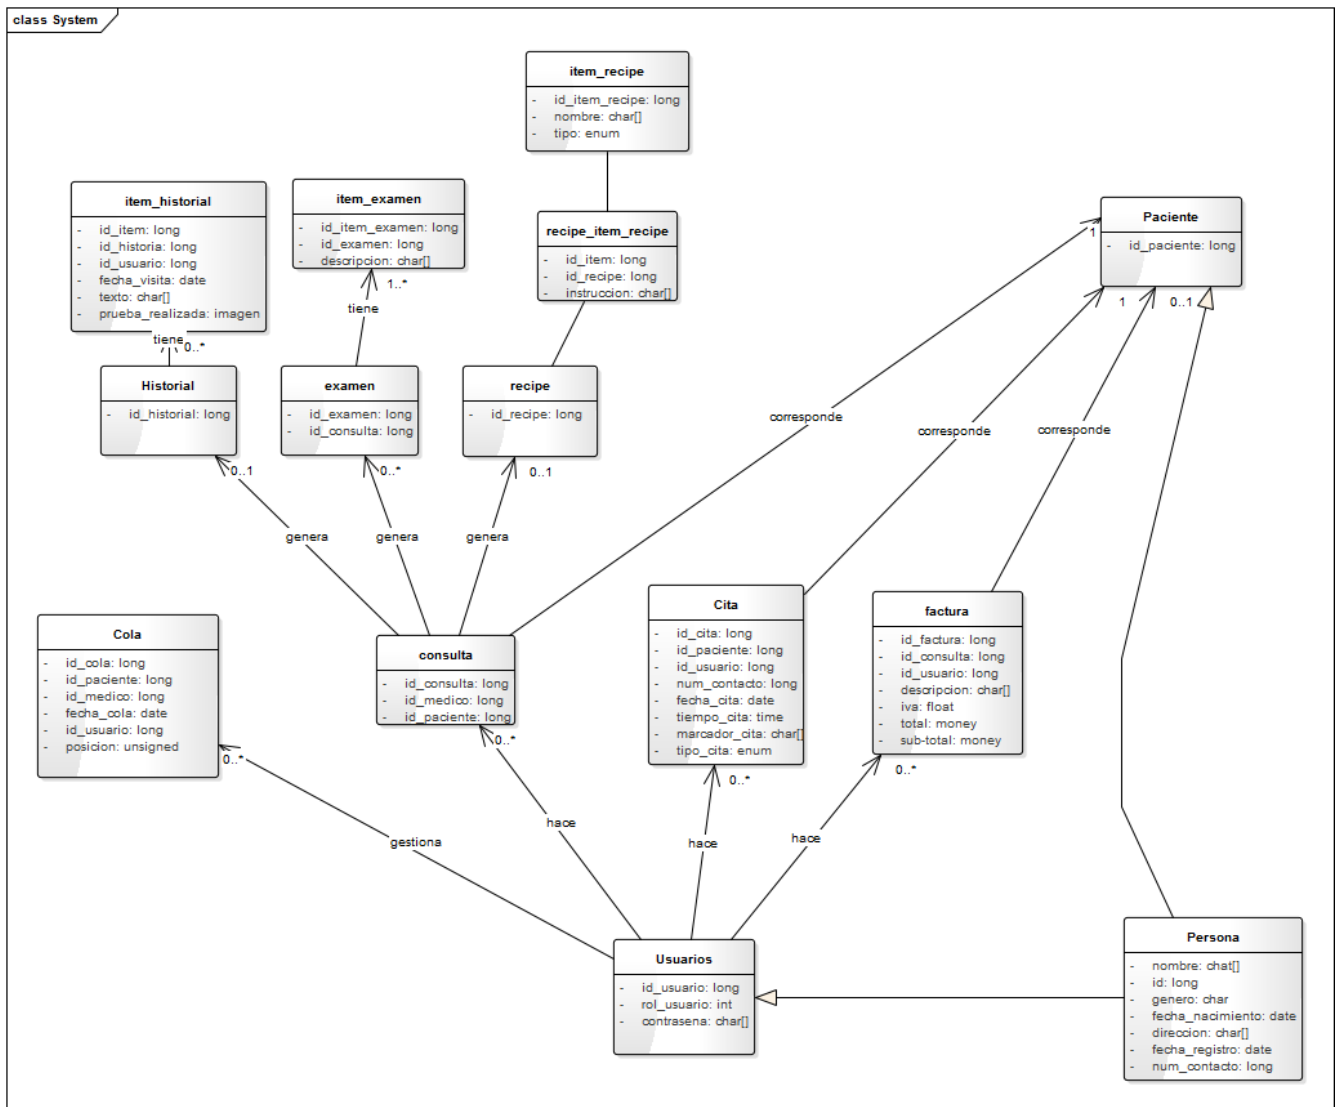 class System
item_recipe
- id_item_recipe: long
- nombre: char[]
- tipo: enum
item_historial
- id_item: long
- id_historia: long
- id_usuario: long
- fecha_visita: date
- texto: char[]
- prueba_realizada: imagen
item_examen
- id_item_examen: long
- id_examen: long
- descripcion: char[]
recipe_item_recipe
- id_item: long
- id_recipe: long
- instruccion: char[]
Paciente
- id_paciente: long
1
1
0..1
1..*
tiene
tiene
0..*
Historial
- id_historial: long
examen
- id_examen: long
- id_consulta: long
recipe
- id_recipe: long
corresponde
corresponde
corresponde
0..1
0..*
0..1
genera
genera
genera
Cola
- id_cola: long
- id_paciente: long
- id_medico: long
- fecha_cola: date
- id_usuario: long
- posicion: unsigned
consulta
- id_consulta: long
- id_medico: long
- id_paciente: long
Cita
- id_cita: long
- id_paciente: long
- id_usuario: long
- num_contacto: long
- fecha_cita: date
- tiempo_cita: time
- marcador_cita: char[]
- tipo_cita: enum
factura
- id_factura: long
- id_consulta: long
- id_usuario: long
- descripcion: char[]
- iva: float
- total: money
- sub-total: money
0..*
0..*
0..*
0..*
gestiona
hace
hace
hace
Usuarios
- id_usuario: long
- rol_usuario: int
- contrasena: char[]
Persona
- nombre: chat[]
- id: long
- genero: char
- fecha_nacimiento: date
- direccion: char[]
- fecha_registro: date
- num_contacto: long